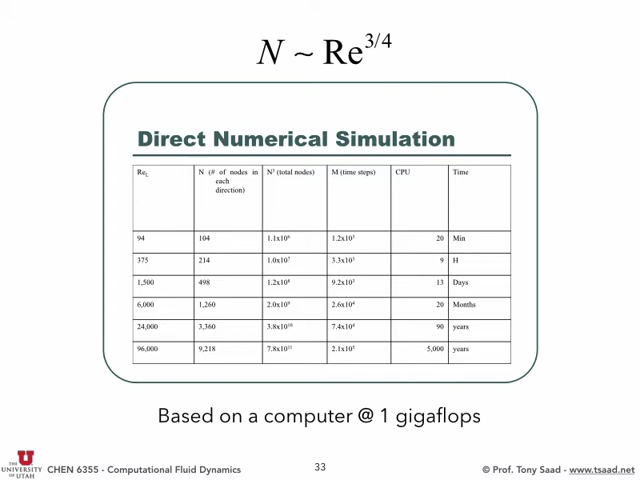 N ~ Re^3/4
Direct Numerical Simulation
Re_L N (# of nodes in each direction) N^3 (total nodes) M (time steps) CPU Time
94 104 1.1x10^6 1.2x10^3 20 Min
375 214 1.0x10^7 3.3x10^3 9 H
1,500 498 1.2x10^8 9.2x10^3 13 Days
6,000 1,260 2.0x10^9 2.6x10^4 20 Months
24,000 3,360 3.8x10^10 7.4x10^4 90 years
96,000 9,218 7.8x10^11 2.1x10^5 5,000 years
Based on a computer @ 1 gigaflops
U
THE
UNIVERSITY
OF UTAH
CHEN 6355 - Computational Fluid Dynamics
33
© Prof. Tony Saad - www.tsaad.net